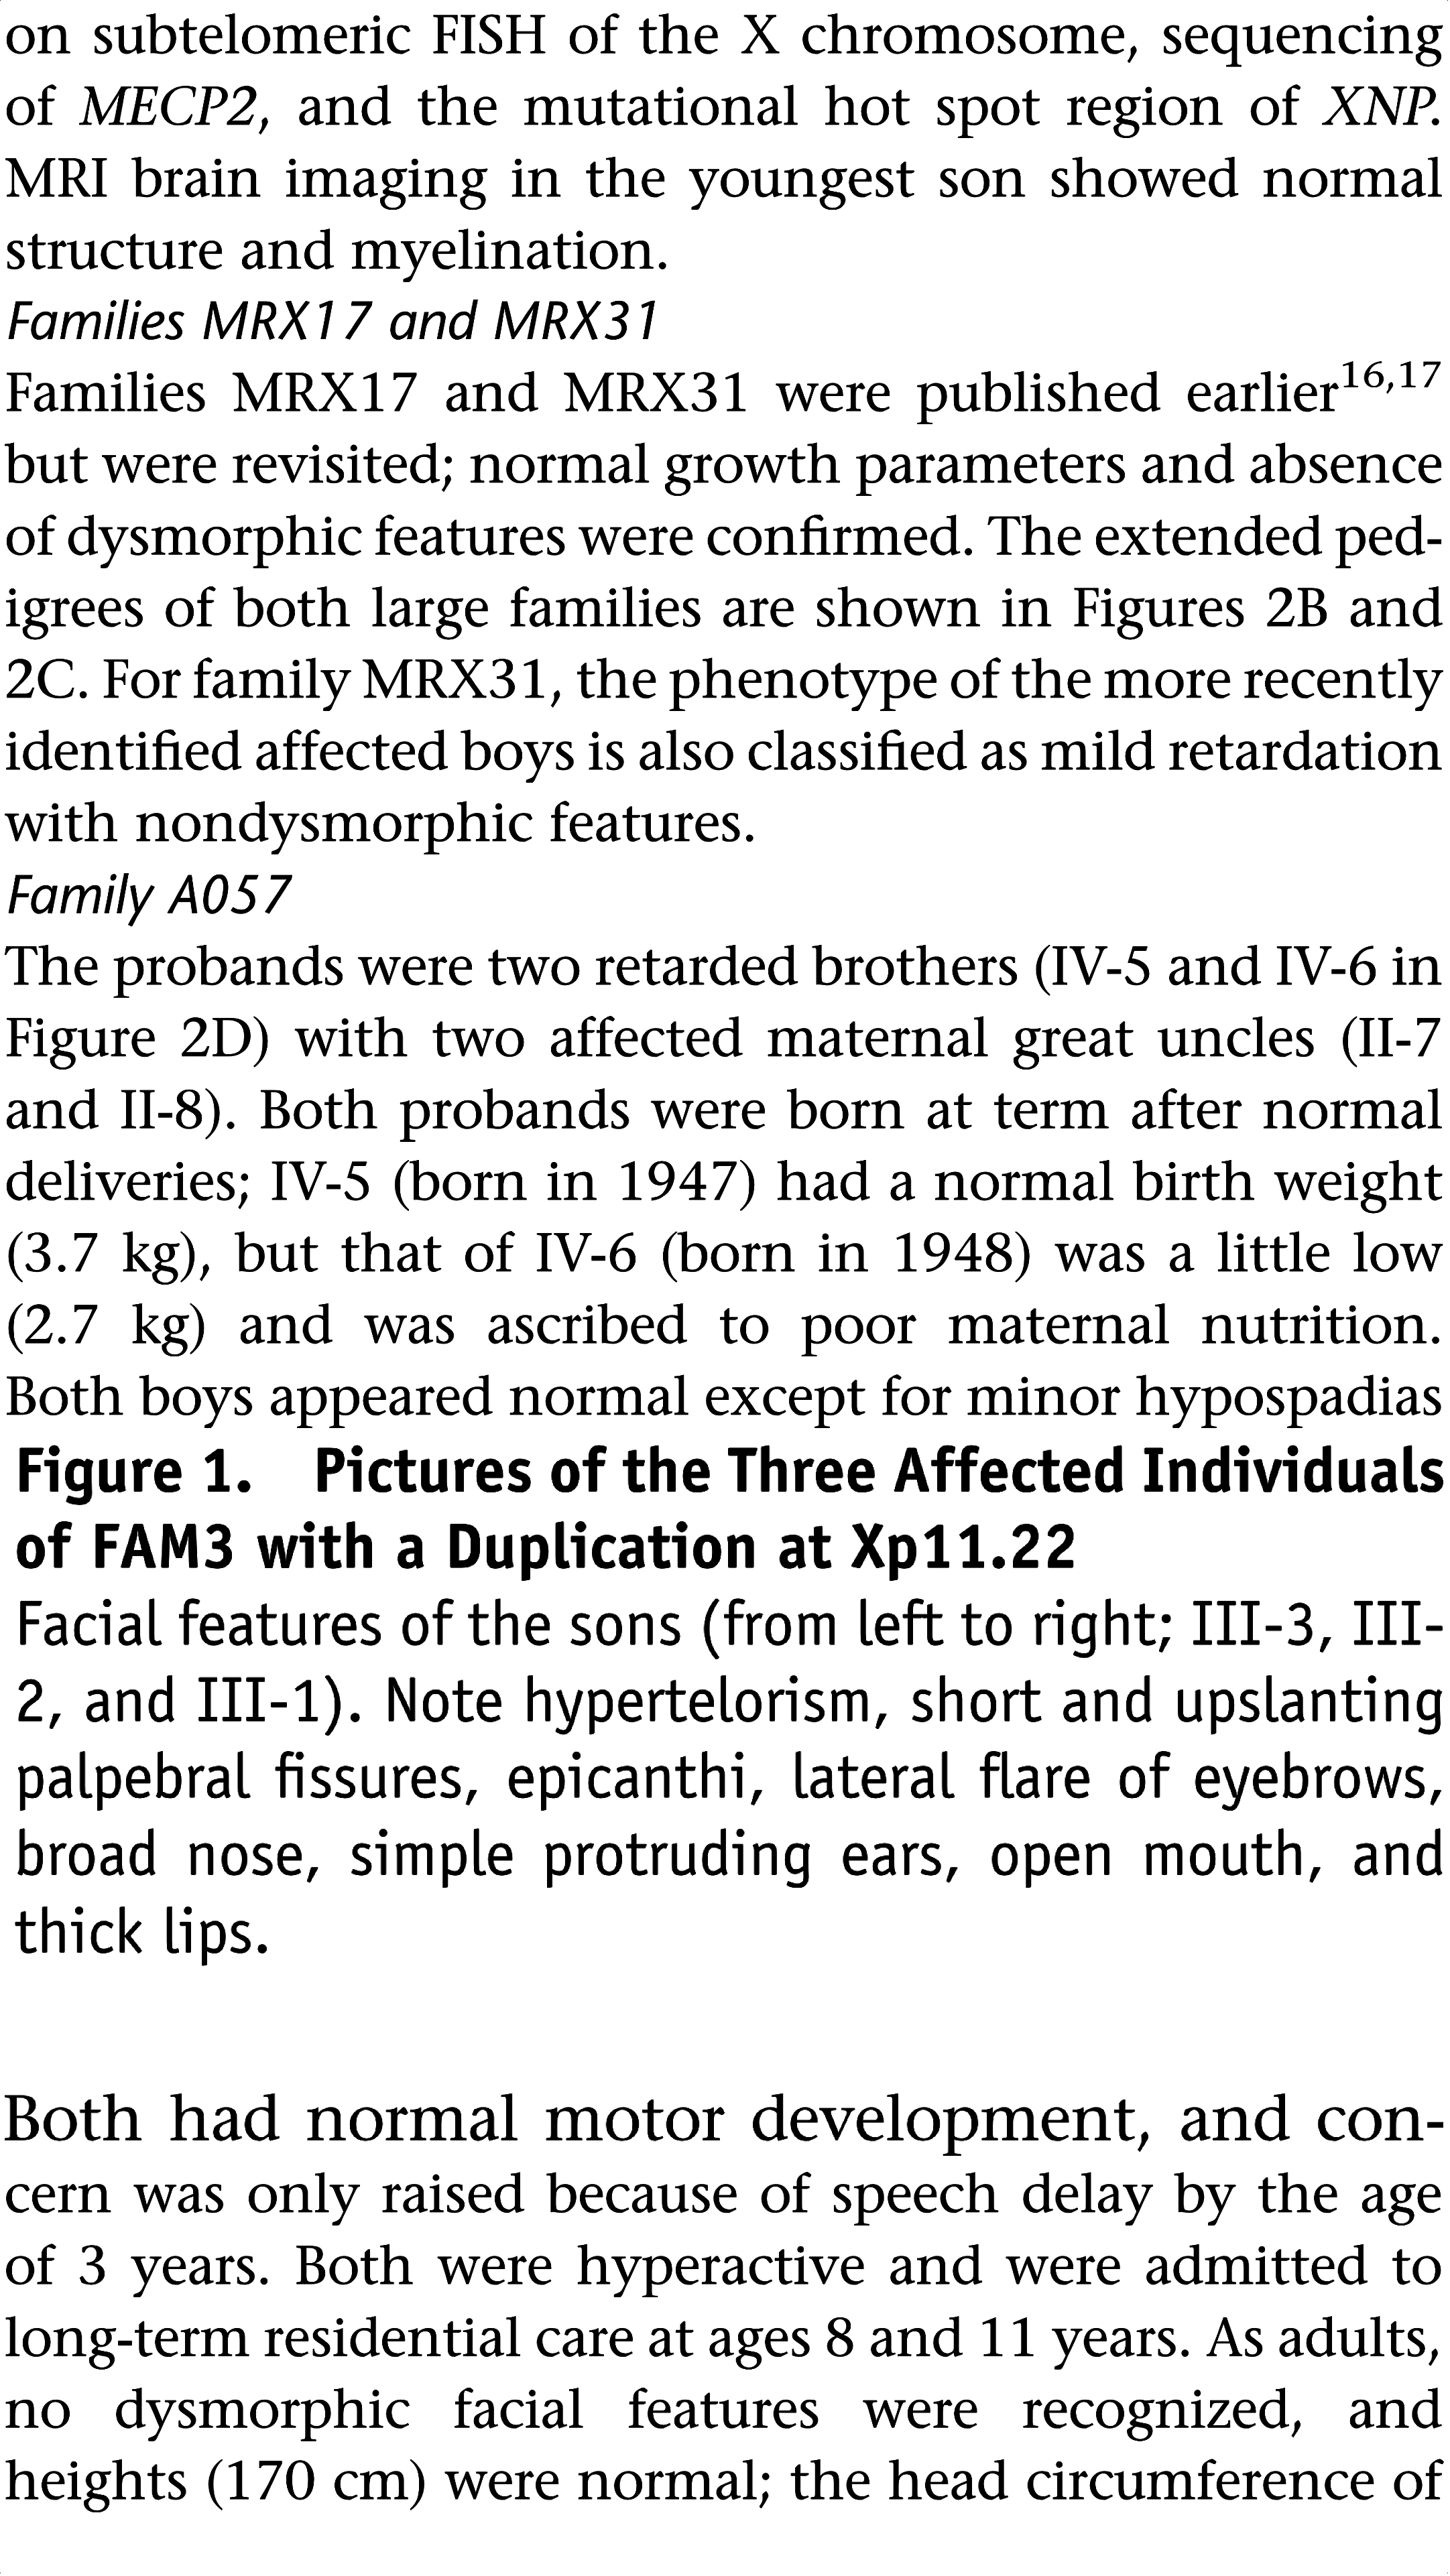 on subtelomeric FISH of the X chromosome, sequencing
of MECP2, and the mutational hot spot region of XNP.
MRI brain imaging in the youngest son showed normal
structure and myelination.
Families MRX17 and MRX31
Families MRX17 and MRX31 were published earlier16,17
but were revisited; normal growth parameters and absence
of dysmorphic features were confirmed. The extended ped-
igrees of both large families are shown in Figures 2B and
2C. For family MRX31, the phenotype of the more recently
identified affected boys is also classified as mild retardation
with nondysmorphic features.
Family A057
The probands were two retarded brothers (IV-5 and IV-6 in
Figure 2D) with two affected maternal great uncles (II-7
and II-8). Both probands were born at term after normal
deliveries; IV-5 (born in 1947) had a normal birth weight
(3.7 kg), but that of IV-6 (born in 1948) was a little low
(2.7 kg) and was ascribed to poor maternal nutrition.
Both boys appeared normal except for minor hypospadias
Figure 1. Pictures of the Three Affected Individuals
of FAM3 with a Duplication at Xp11.22
Facial features of the sons (from left to right; III-3, III-
2, and III-1). Note hypertelorism, short and upslanting
palpebral fissures, epicanthi, lateral flare of eyebrows,
broad nose, simple protruding ears, open mouth, and
thick lips.
Both had normal motor development, and con-
cern was only raised because of speech delay by the age
of 3 years. Both were hyperactive and were admitted to
long-term residential care at ages 8 and 11 years. As adults,
no dysmorphic facial features were recognized, and
heights (170 cm) were normal; the head circumference of